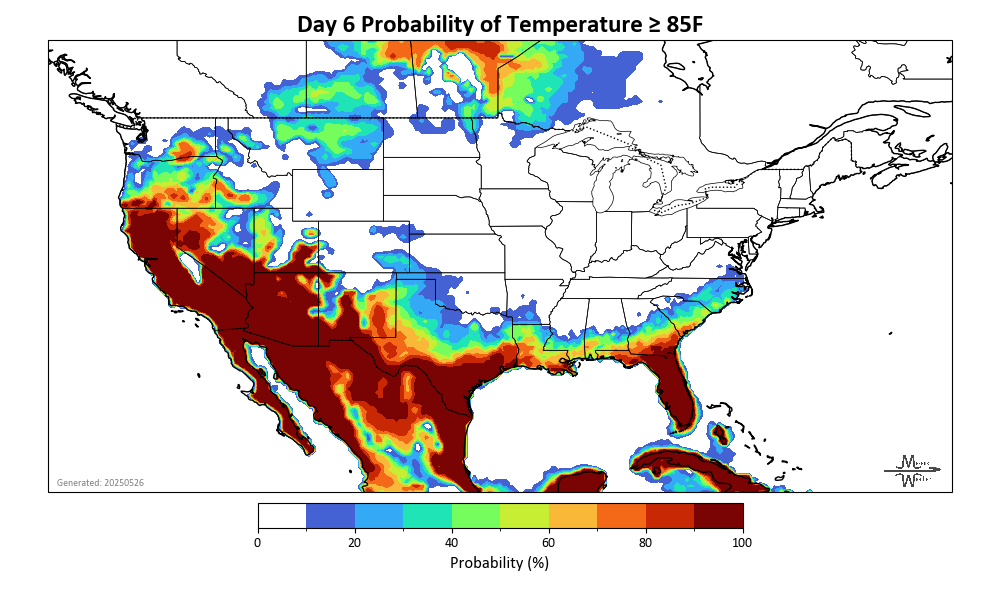 Day 6 Probability of Temperature ≥ 85F
Generated: 20250526
0 20 40 60 80 100
Probability (%)